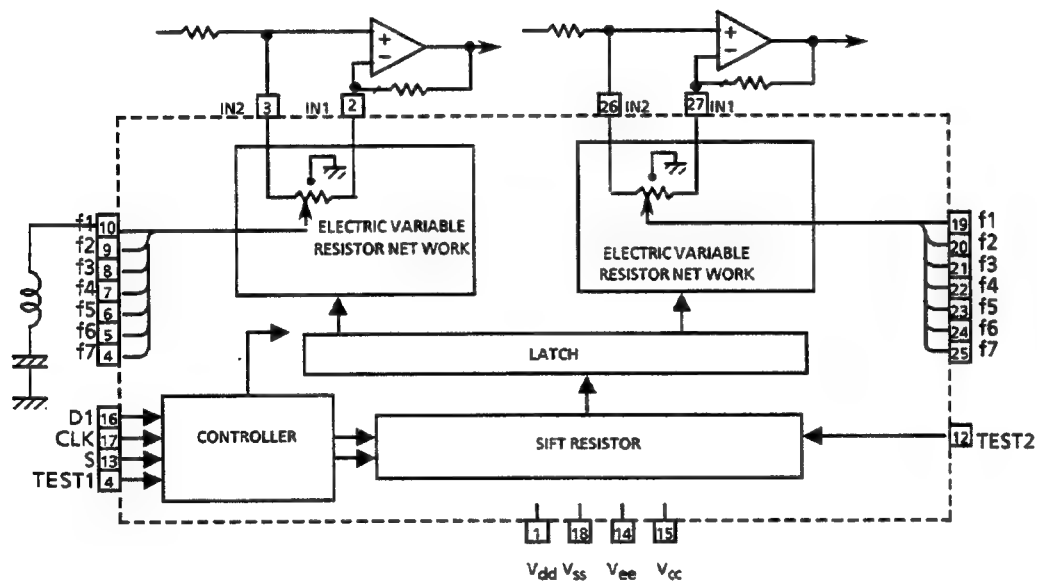 +
−
+
−
IN2 3 IN1 2
26 IN2 27 IN1
ELECTRIC VARIABLE
RESISTOR NET WORK
ELECTRIC VARIABLE
RESISTOR NET WORK
f1 10
f2 9
f3 8
f4 7
f5 6
f6 5
f7 4
19 f1
20 f2
21 f3
22 f4
23 f5
24 f6
25 f7
LATCH
D1 16
CLK 17
S 13
TEST1 4
CONTROLLER
SIFT RESISTOR
12 TEST2
1 18 14 15
Vdd Vss Vee Vcc